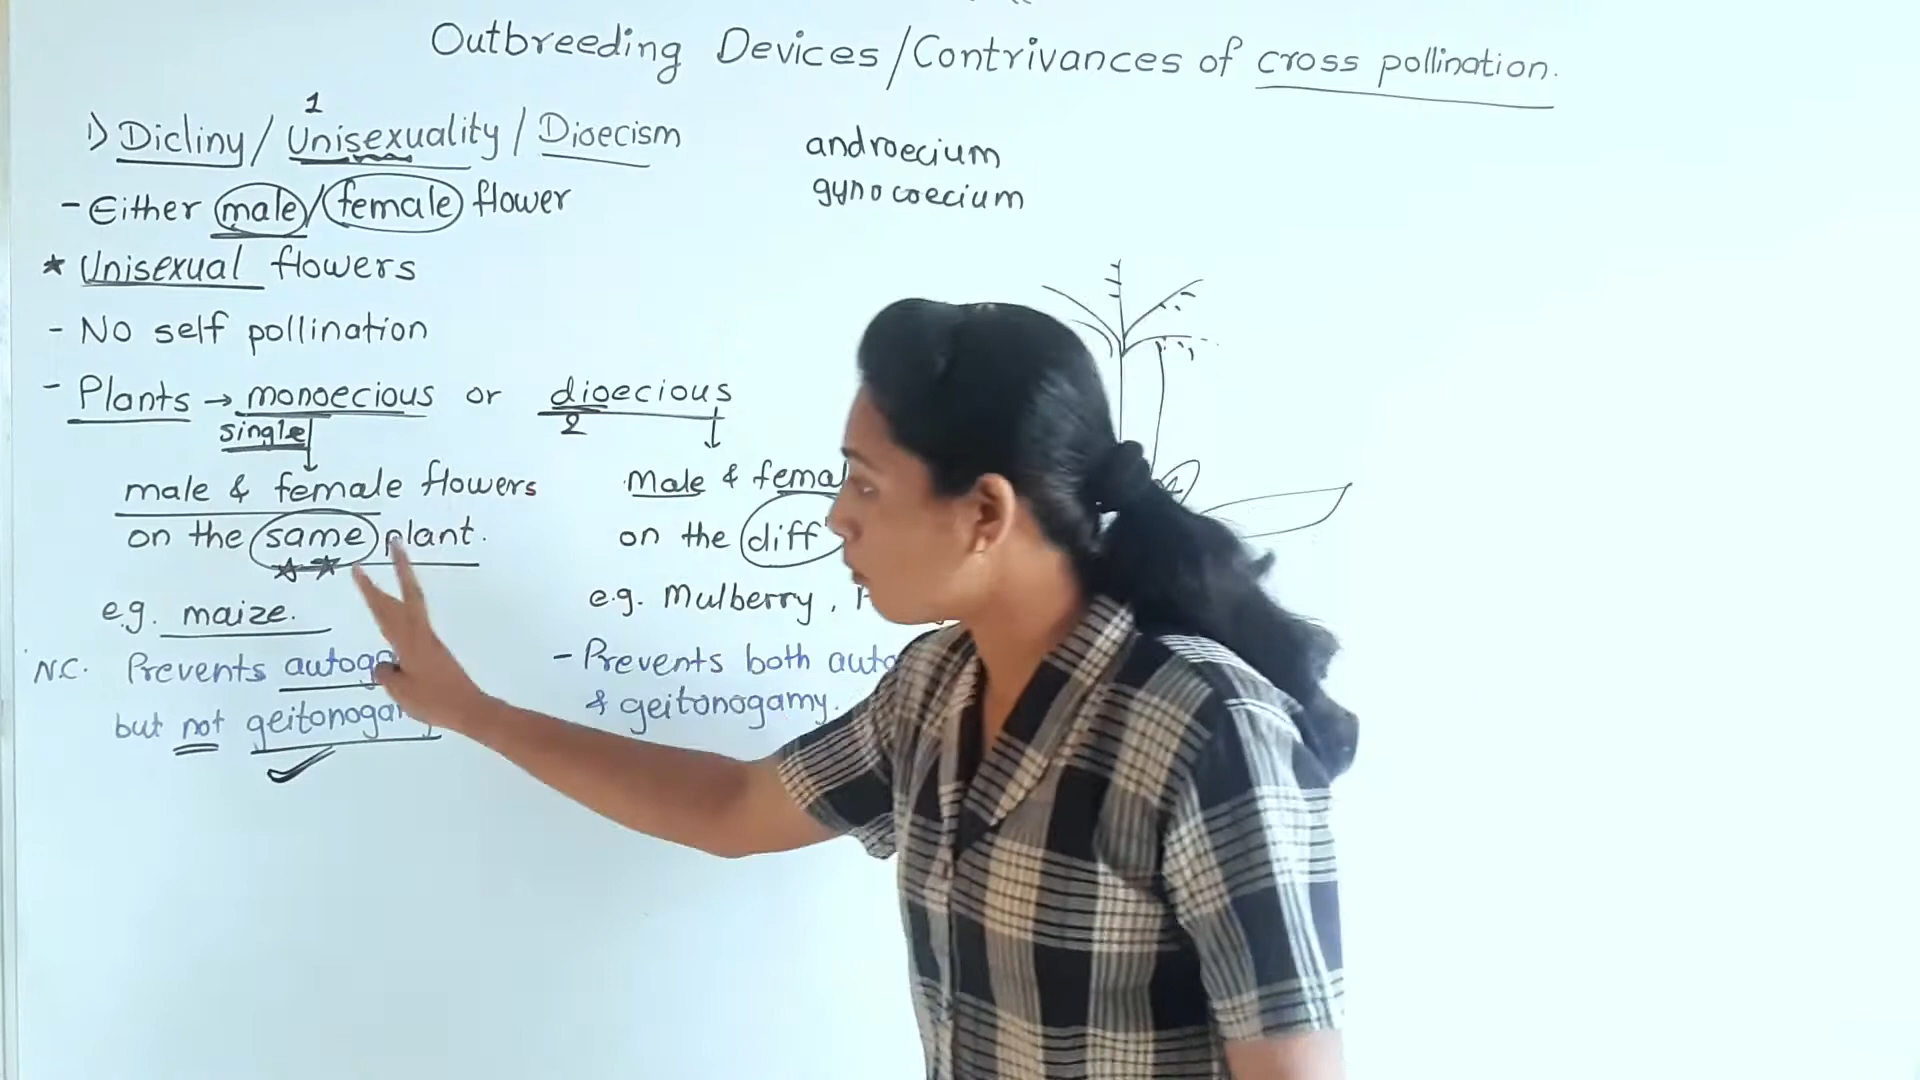 Outbreeding Devices/Contrivances of cross pollination.
1
1) Dicliny/Unisexuality/Dioecism
- Either male/female flower
* Unisexual flowers
- No self pollination
- Plants → monoecious or dioecious
single
2
male & female flowers
on the same plant.
e.g. maize.
N.C. Prevents
but not
Male &
on the diff
e.g. Mulberry,
- Prevents both
& geitonogamy.
androecium